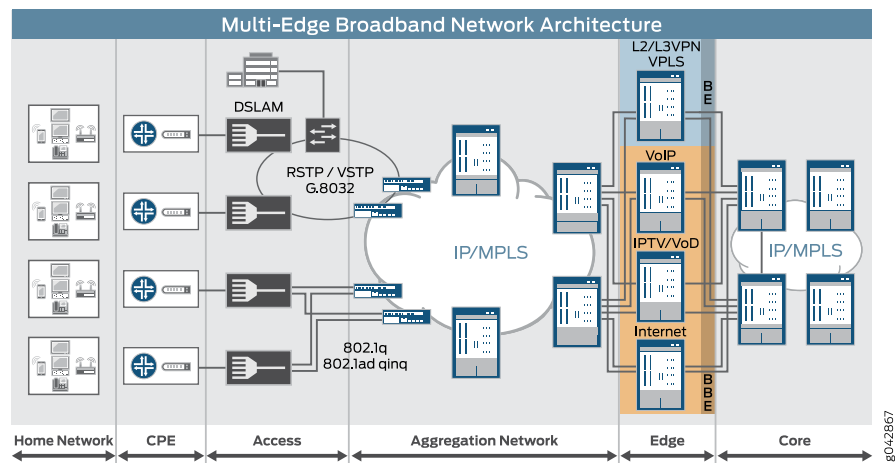 Multi-Edge Broadband Network Architecture
L2/L3VPN
VPLS
B
E
DSLAM
RSTP / VSTP
G.8032
VoIP
IP/MPLS
IPTV/VoD
IP/MPLS
Internet
802.1q
802.1ad qinq
B
B
E
Home Network
CPE
Access
Aggregation Network
Edge
Core
g042867